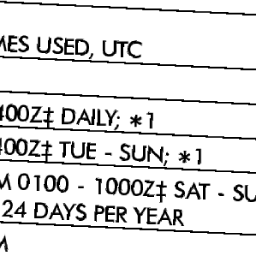 MES USED, UTC
400Z‡ DAILY; *1
400Z‡ TUE - SUN; *1
M 0100 - 1000Z‡ SAT - SU
24 DAYS PER YEAR
M